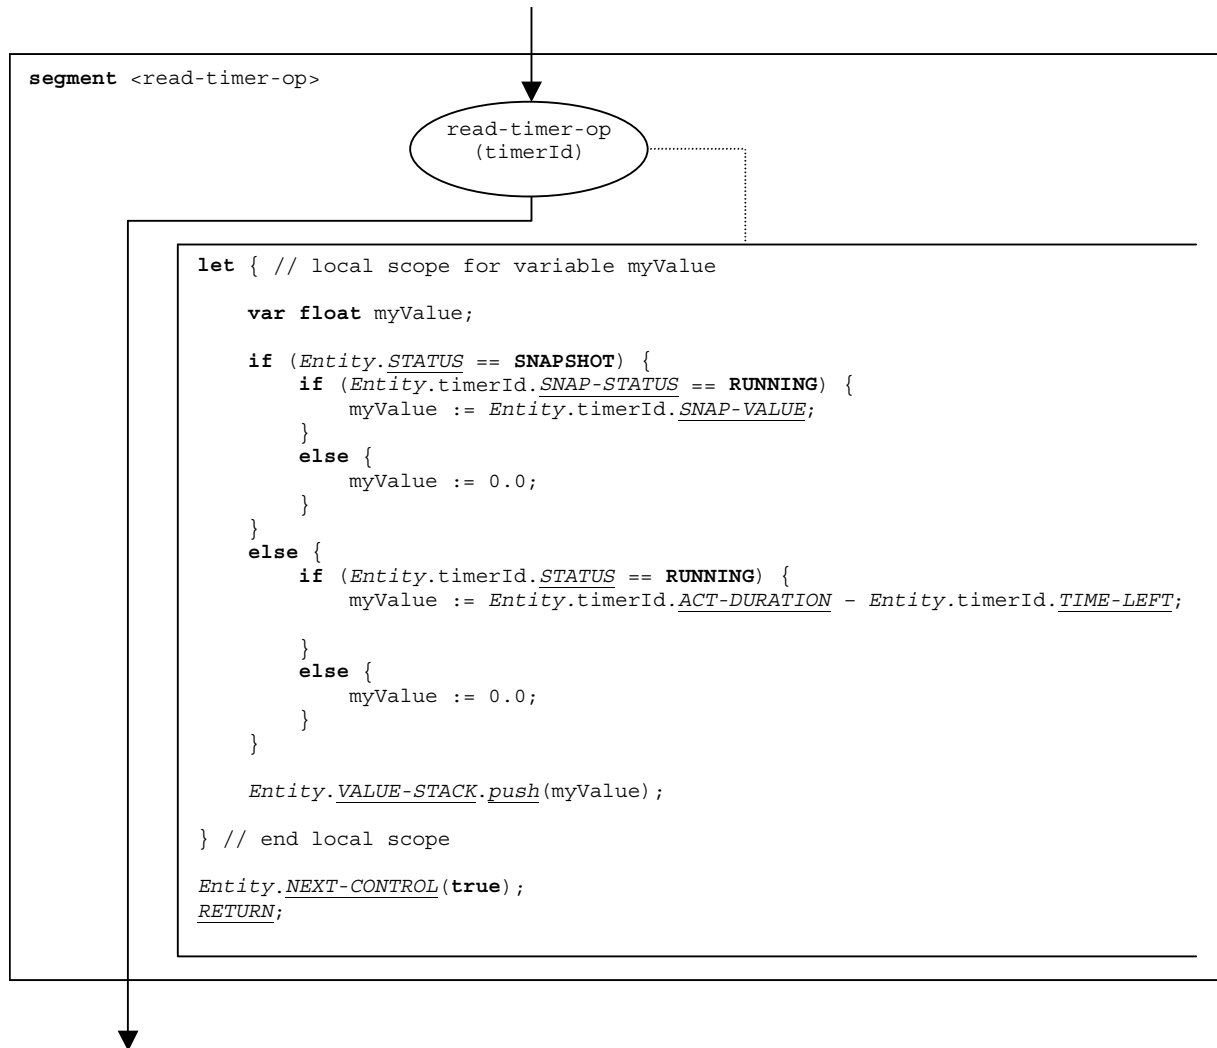 segment <read-timer-op>
read-timer-op
(timerId)
let { // local scope for variable myValue
var float myValue;
if (Entity.STATUS == SNAPSHOT) {
if (Entity.timerId.SNAP-STATUS == RUNNING) {
myValue := Entity.timerId.SNAP-VALUE;
}
else {
myValue := 0.0;
}
}
else {
if (Entity.timerId.STATUS == RUNNING) {
myValue := Entity.timerId.ACT-DURATION – Entity.timerId.TIME-LEFT;
}
else {
myValue := 0.0;
}
}
Entity.VALUE-STACK.push(myValue);
} // end local scope
Entity.NEXT-CONTROL(true);
RETURN;